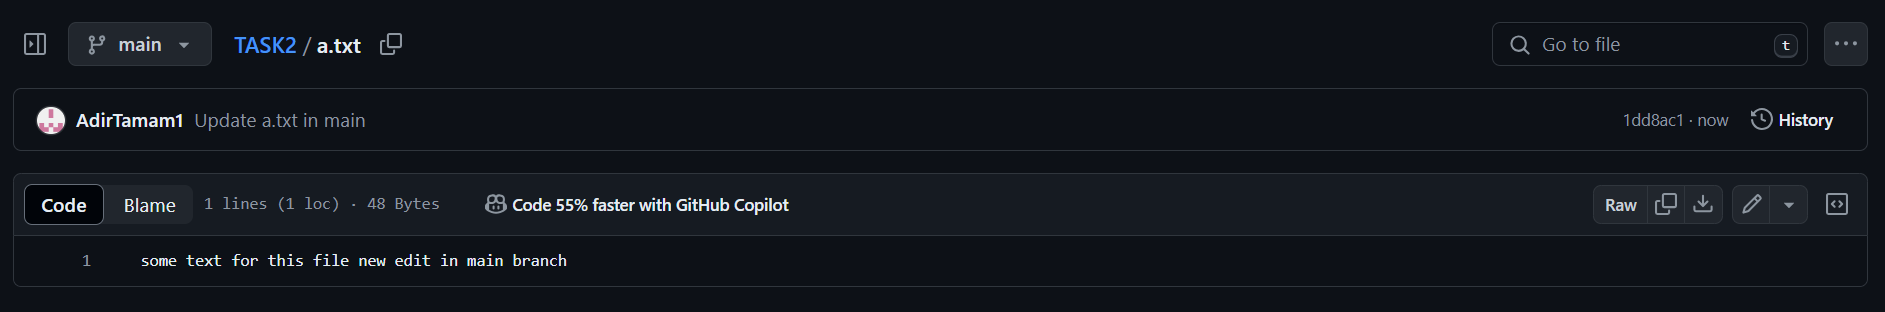 main
TASK2 / a.txt
Go to file
t
AdirTamam1 Update a.txt in main
1dd8ac1 · now
History
Code
Blame
1 lines (1 loc) · 48 Bytes
Code 55% faster with GitHub Copilot
Raw
1 some text for this file new edit in main branch